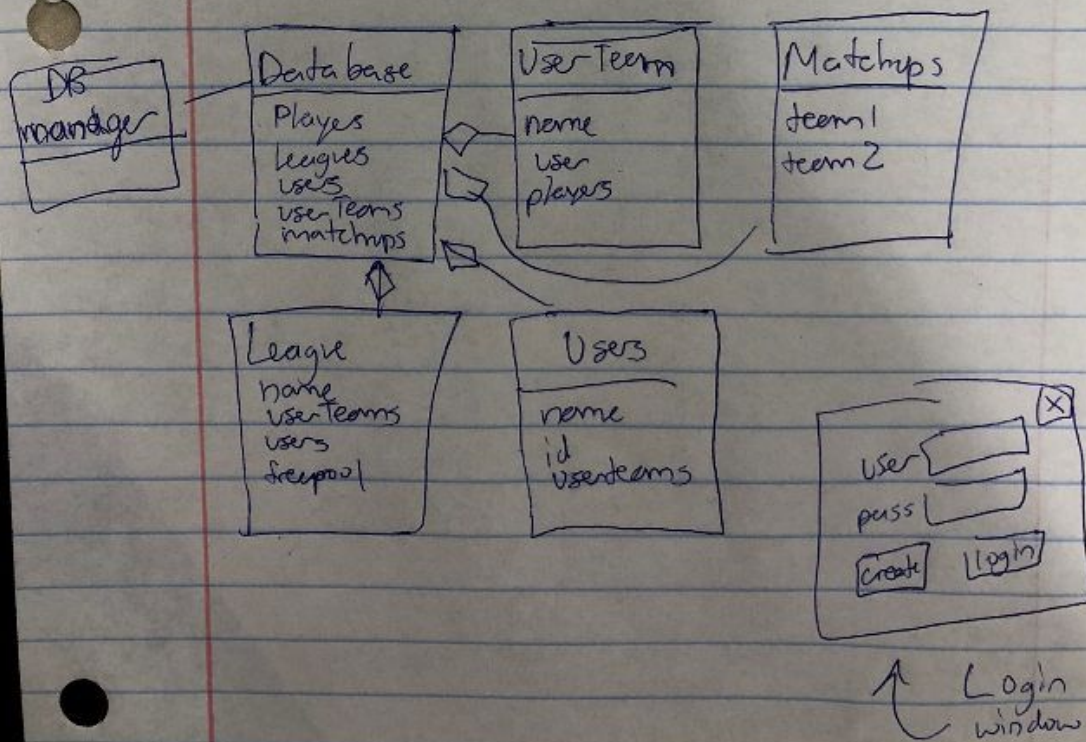 DB
manager
Database
Playes
leagues
users
userTeams
matchups
UserTeam
name
user
players
Matchups
team1
team2
League
name
userTeams
users
freepool
Users
name
id
userteams
X
user
pass
create
login
Login
window